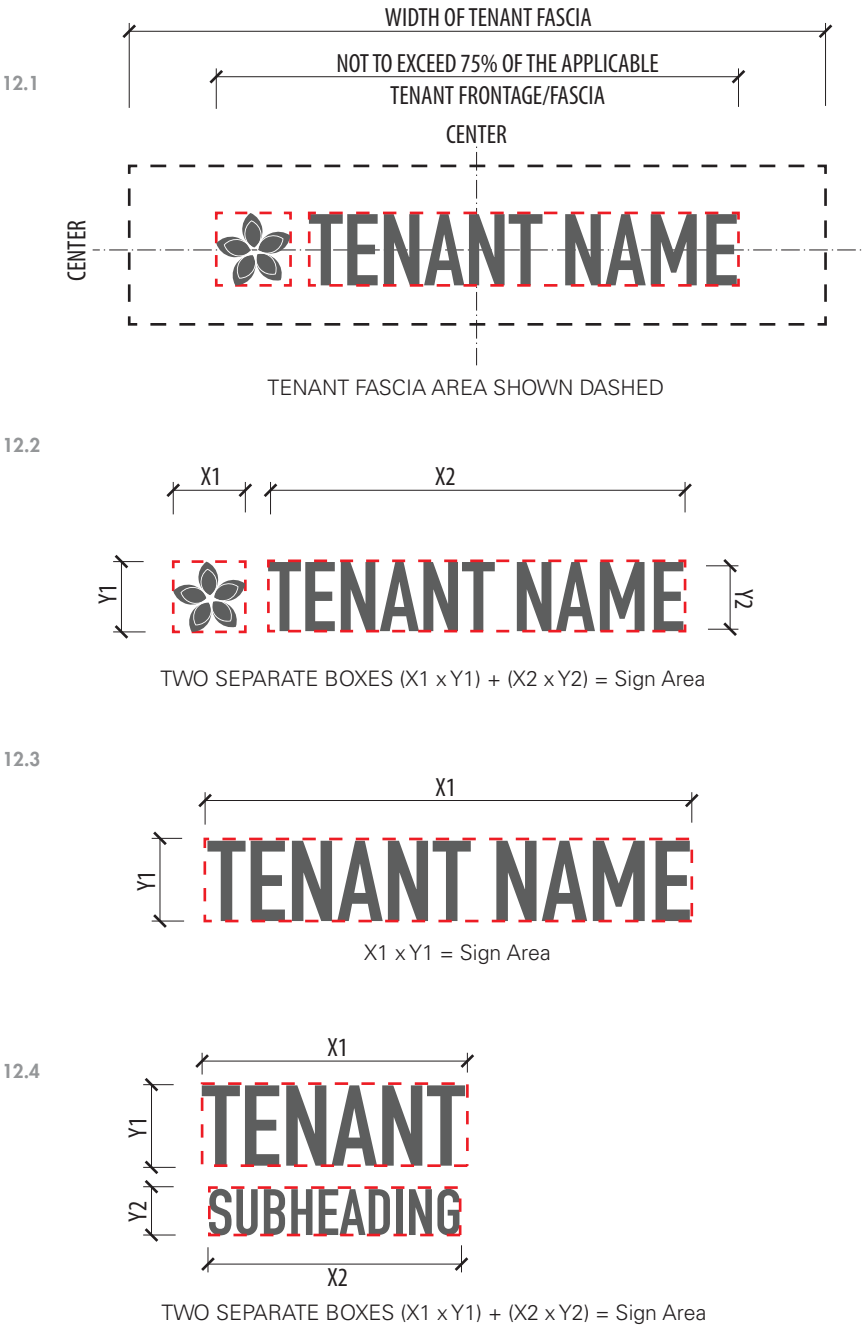 WIDTH OF TENANT FASCIA
12.1
NOT TO EXCEED 75% OF THE APPLICABLE
TENANT FRONTAGE/FASCIA
CENTER
CENTER
TENANT NAME
TENANT FASCIA AREA SHOWN DASHED
12.2
X1
X2
Y1
TENANT NAME
Y2
TWO SEPARATE BOXES (X1 x Y1) + (X2 x Y2) = Sign Area
12.3
X1
Y1
TENANT NAME
X1 x Y1 = Sign Area
12.4
X1
Y1
TENANT
Y2
SUBHEADING
X2
TWO SEPARATE BOXES (X1 x Y1) + (X2 x Y2) = Sign Area